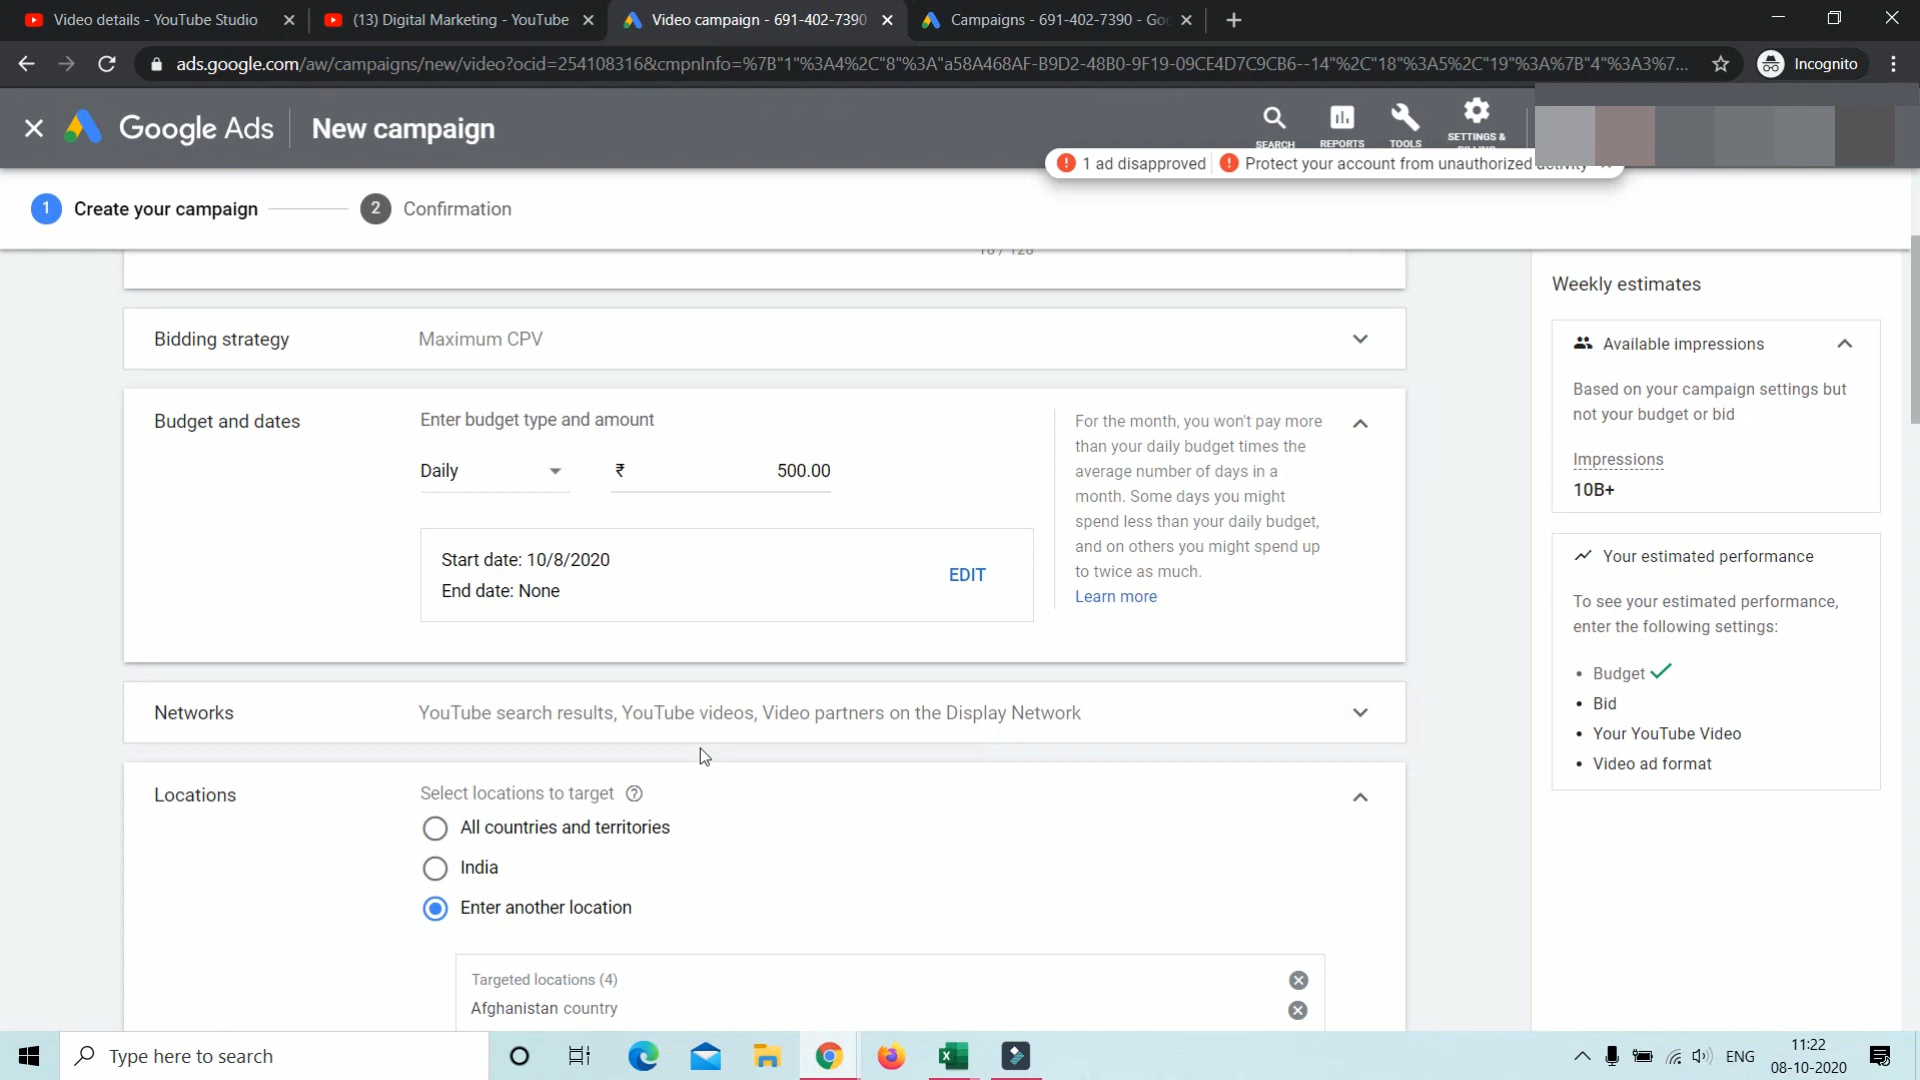 Video details - YouTube Studio
(13) Digital Marketing - YouTube
Video campaign - 691-402-7390
Campaigns - 691-402-7390 - Go
ads.google.com/aw/campaigns/new/video?ocid=254108316&cmpnInfo=%7B"1"%3A4%2C"8"%3A"a58A468AF-B9D2-48B0-9F19-09CE4D7C9CB6--14"%2C"18"%3A5%2C"19"%3A%7B"4"%3A3%7...
Incognito
Google Ads
New campaign
SEARCH
REPORTS
TOOLS
SETTINGS &
1 ad disapproved
Protect your account from unauthorized activity
1 Create your campaign
2 Confirmation
Bidding strategy
Maximum CPV
Budget and dates
Enter budget type and amount
Daily
₹ 500.00
Start date: 10/8/2020
End date: None
EDIT
For the month, you won't pay more
than your daily budget times the
average number of days in a
month. Some days you might
spend less than your daily budget,
and on others you might spend up
to twice as much.
Learn more
Networks
YouTube search results, YouTube videos, Video partners on the Display Network
Locations
Select locations to target
All countries and territories
India
Enter another location
Targeted locations (4)
Afghanistan country
Weekly estimates
Available impressions
Based on your campaign settings but
not your budget or bid
Impressions
10B+
Your estimated performance
To see your estimated performance,
enter the following settings:
• Budget
• Bid
• Your YouTube Video
• Video ad format
Type here to search
ENG
11:22
08-10-2020